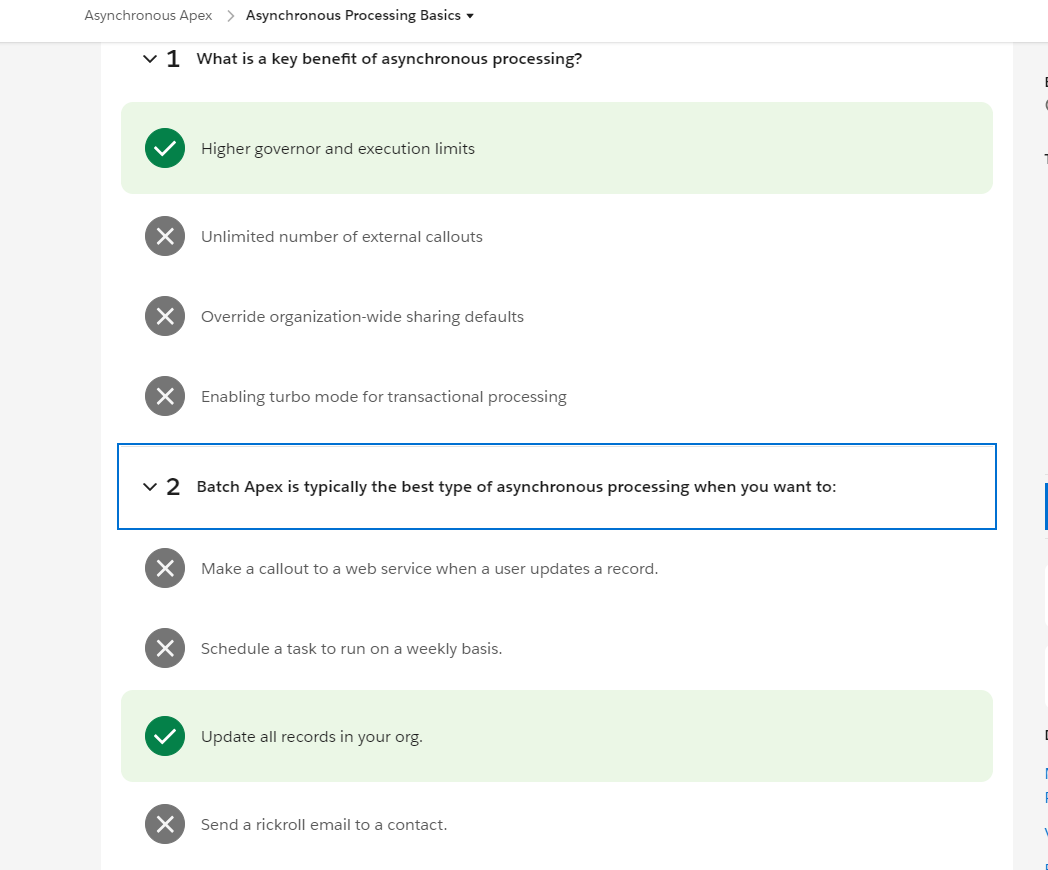 Asynchronous Apex > Asynchronous Processing Basics
1 What is a key benefit of asynchronous processing?
Higher governor and execution limits
Unlimited number of external callouts
Override organization-wide sharing defaults
Enabling turbo mode for transactional processing
2 Batch Apex is typically the best type of asynchronous processing when you want to:
Make a callout to a web service when a user updates a record.
Schedule a task to run on a weekly basis.
Update all records in your org.
Send a rickroll email to a contact.